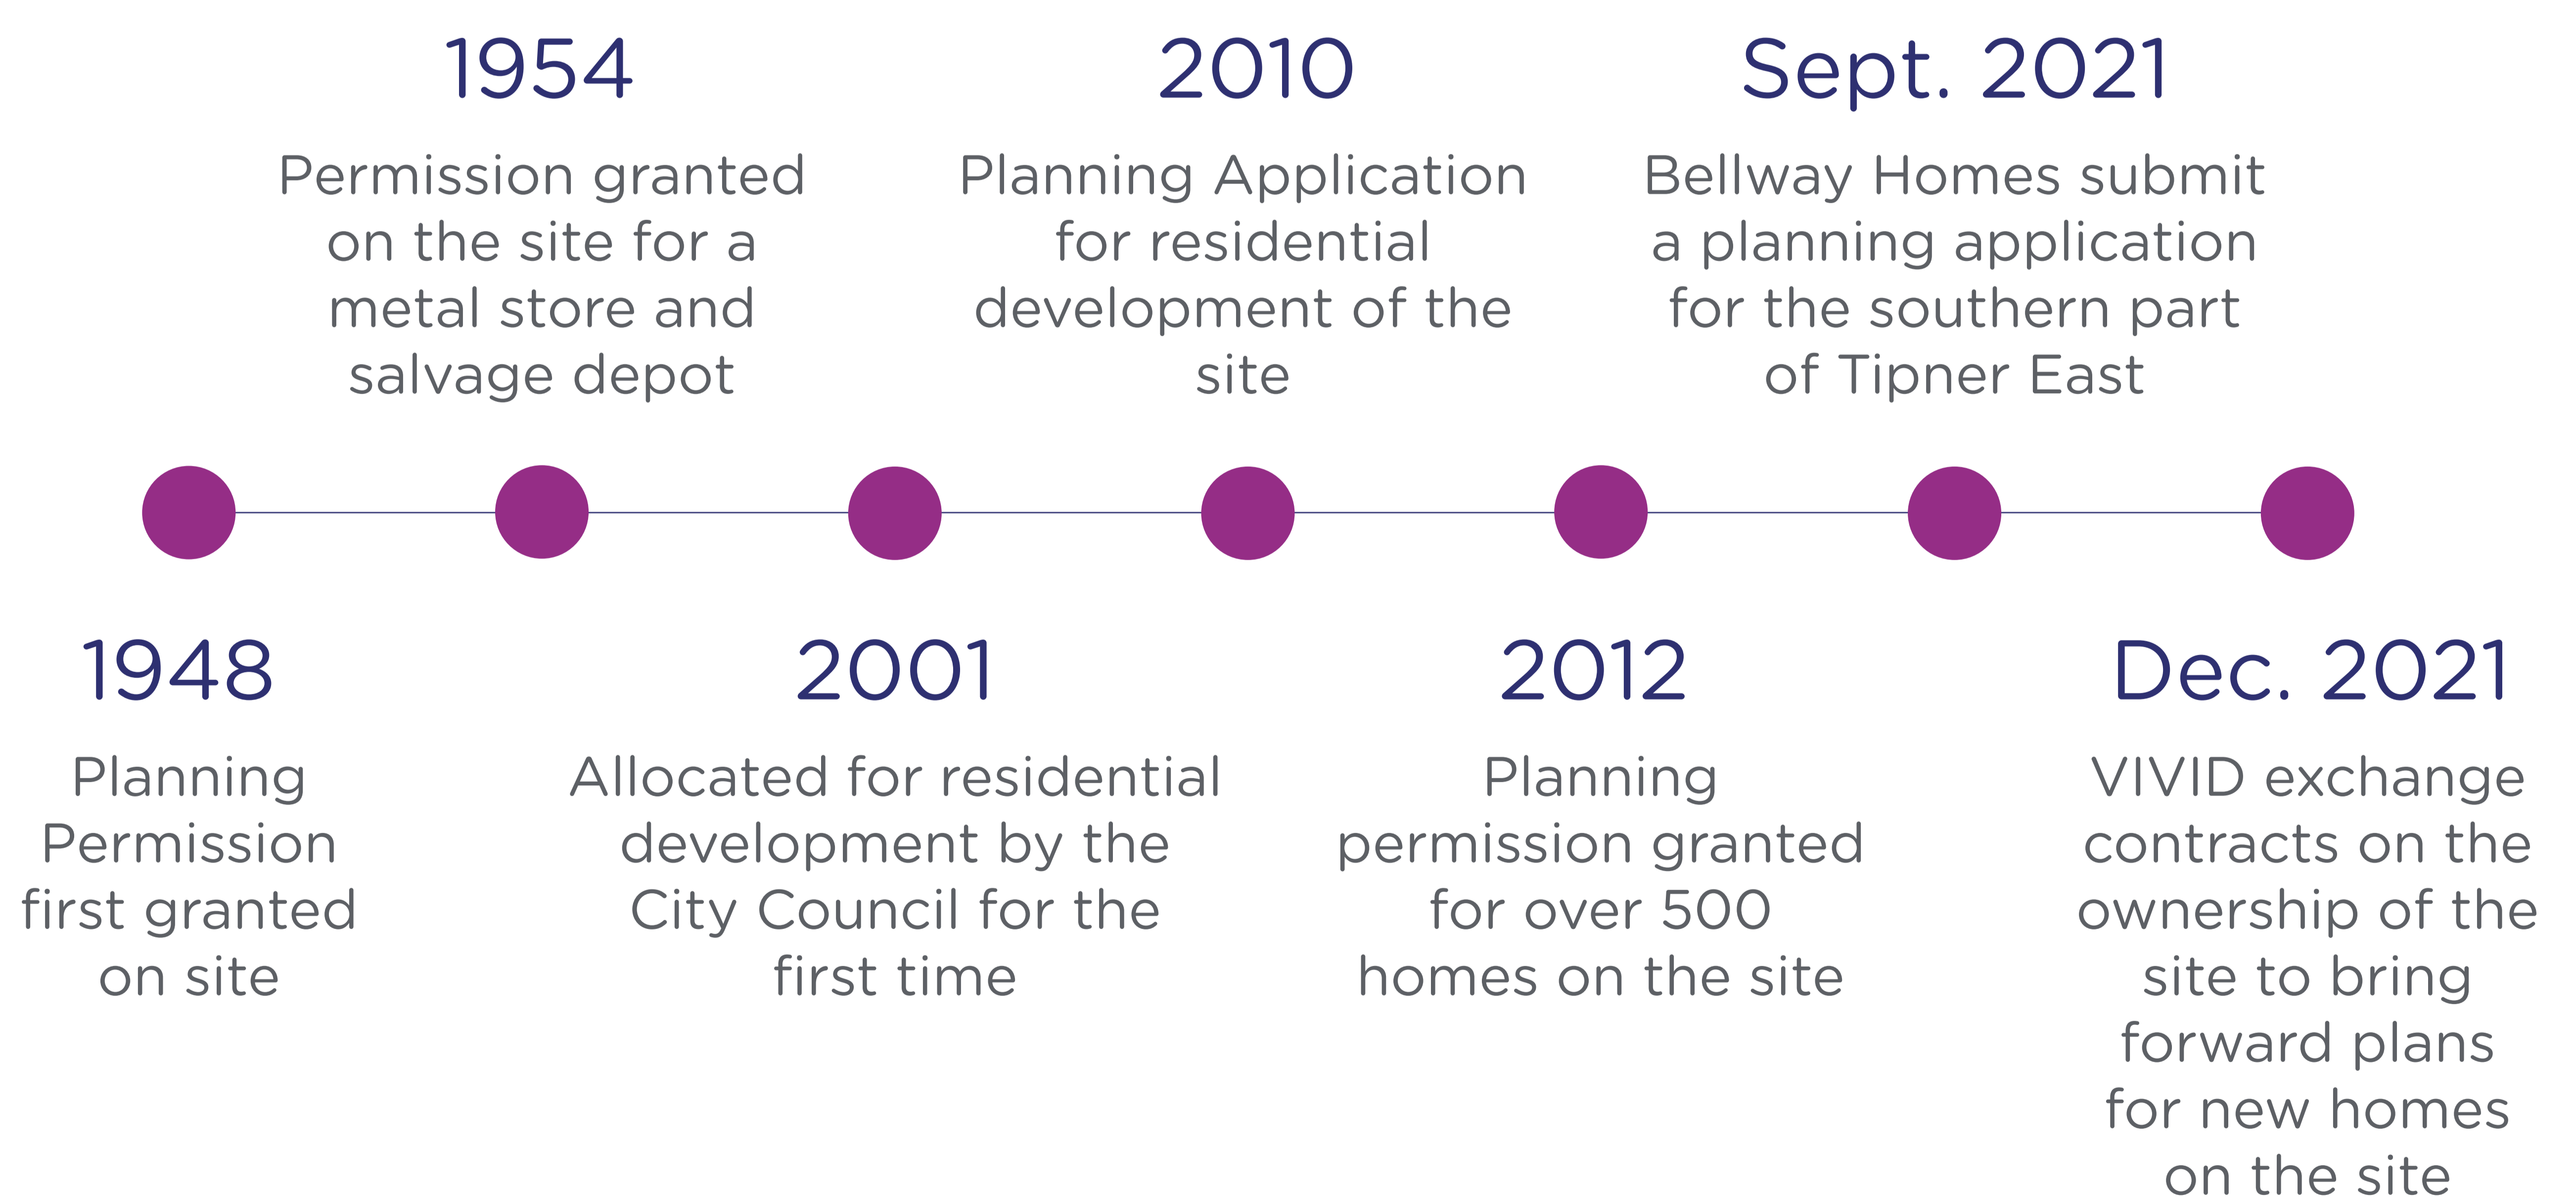 1954
Permission granted
on the site for a
metal store and
salvage depot
2010
Planning Application
for residential
development of the
site
Sept. 2021
Bellway Homes submit
a planning application
for the southern part
of Tipner East
1948
Planning
Permission
first granted
on site
2001
Allocated for residential
development by the
City Council for the
first time
2012
Planning
permission granted
for over 500
homes on the site
Dec. 2021
VIVID exchange
contracts on the
ownership of the
site to bring
forward plans
for new homes
on the site